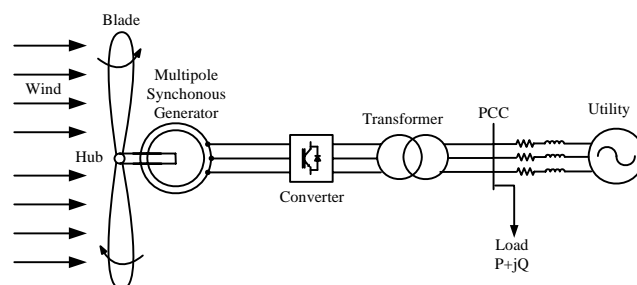 Blade
Wind
Hub
Multipole
Synchonous
Generator
Converter
Transformer
PCC
Utility
Load
P+jQ